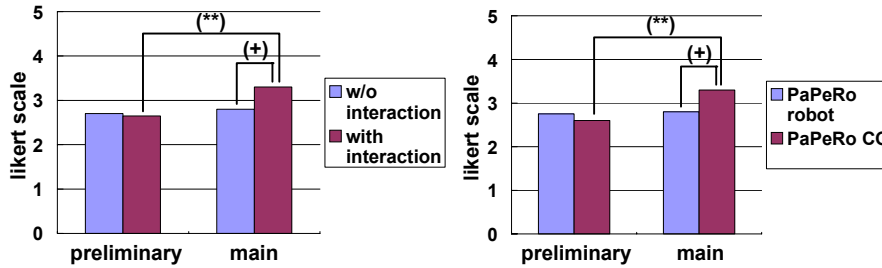 5
4
3
2
1
0
likert scale
(**)
(+)
preliminary
main
w/o
interaction
with
interaction
5
4
3
2
1
0
likert scale
(**)
(+)
preliminary
main
PaPeRo
robot
PaPeRo CG